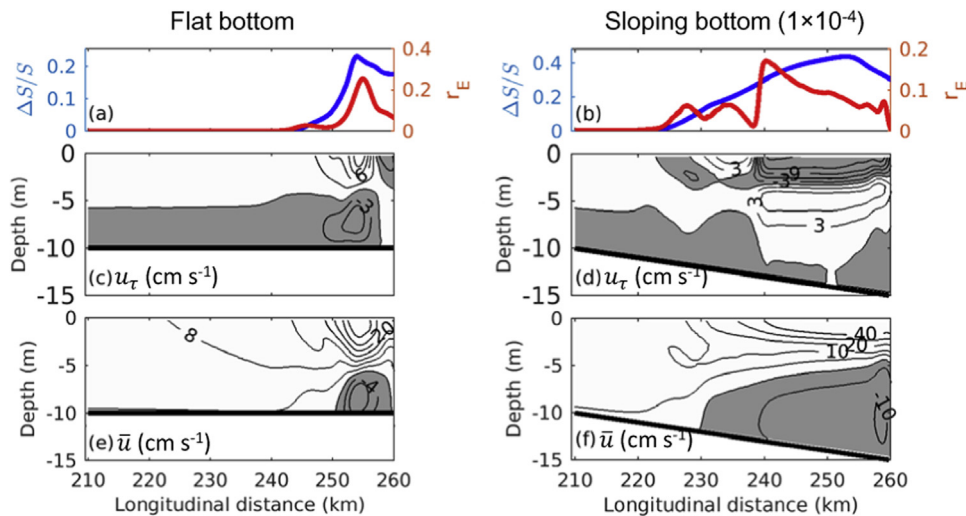 Flat bottom
Sloping bottom (1×10⁻⁴)
ΔS/S
0.2
0.1
0
(a)
0.4
0.2
0
r_E
ΔS/S
0.4
0.2
0
(b)
0.2
0.1
0
r_E
Depth (m)
0
-5
-10
-15
6
-3
(c) u_τ (cm s⁻¹)
Depth (m)
0
-5
-10
-15
3
-3
-9
3
3
(d) u_τ (cm s⁻¹)
Depth (m)
0
-5
-10
-15
8
20
-4
(e) ū (cm s⁻¹)
210 220 230 240 250 260
Longitudinal distance (km)
Depth (m)
0
-5
-10
-15
40
20
10
-10
(f) ū (cm s⁻¹)
210 220 230 240 250 260
Longitudinal distance (km)